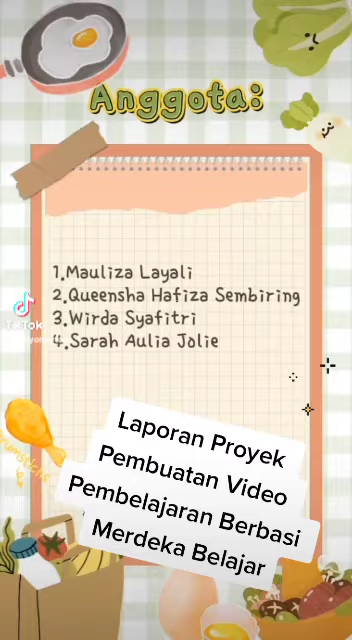 Anggota:
1.Mauliza Layali
2.Queensha Hafiza Sembiring
3.Wirda Syafitri
4.Sarah Aulia Jolie
TikTok
Laporan Proyek
Pembuatan Video
Pembelajaran Berbasi
Merdeka Belajar